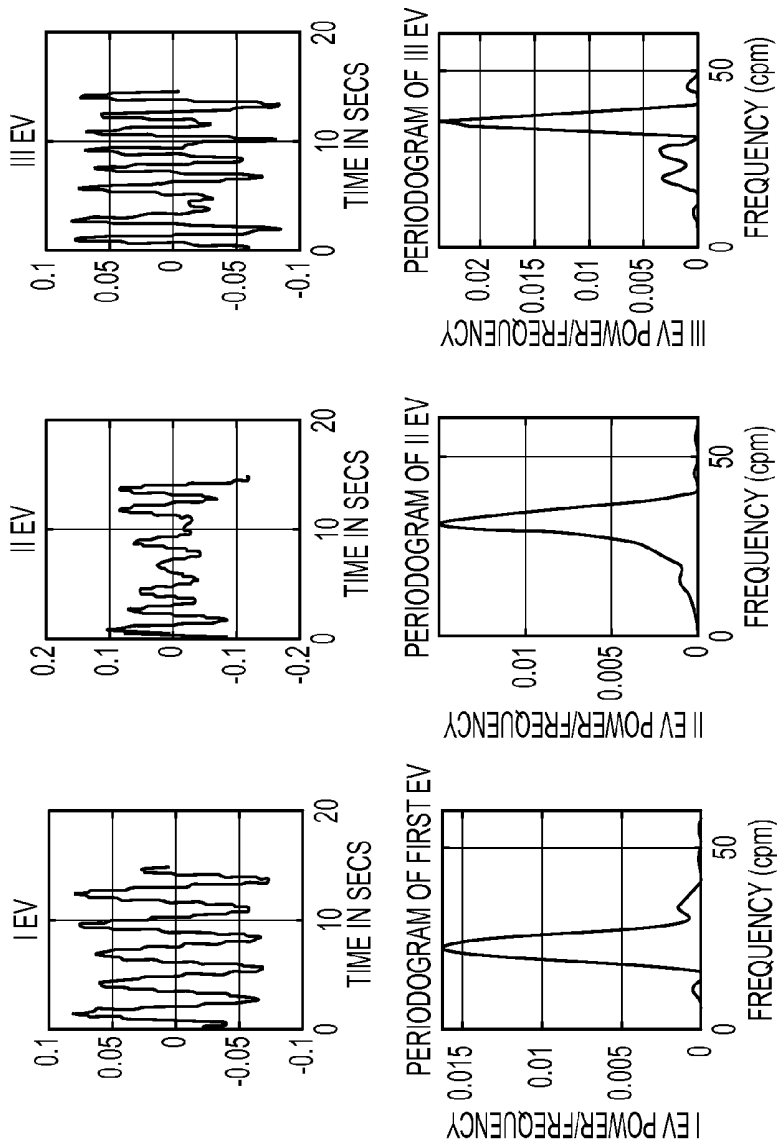 I EV
0.1
0.05
0
-0.05
-0.1
0
10
20
TIME IN SECS
II EV
0.2
0.1
0
-0.1
-0.2
0
10
20
TIME IN SECS
III EV
0.1
0.05
0
-0.05
-0.1
0
10
20
TIME IN SECS
PERIODOGRAM OF FIRST EV
I EV POWER/FREQUENCY
0.015
0.01
0.005
0
0
50
FREQUENCY (cpm)
PERIODOGRAM OF II EV
II EV POWER/FREQUENCY
0.01
0.005
0
0
50
FREQUENCY (cpm)
PERIODOGRAM OF III EV
III EV POWER/FREQUENCY
0.02
0.015
0.01
0.005
0
0
50
FREQUENCY (cpm)